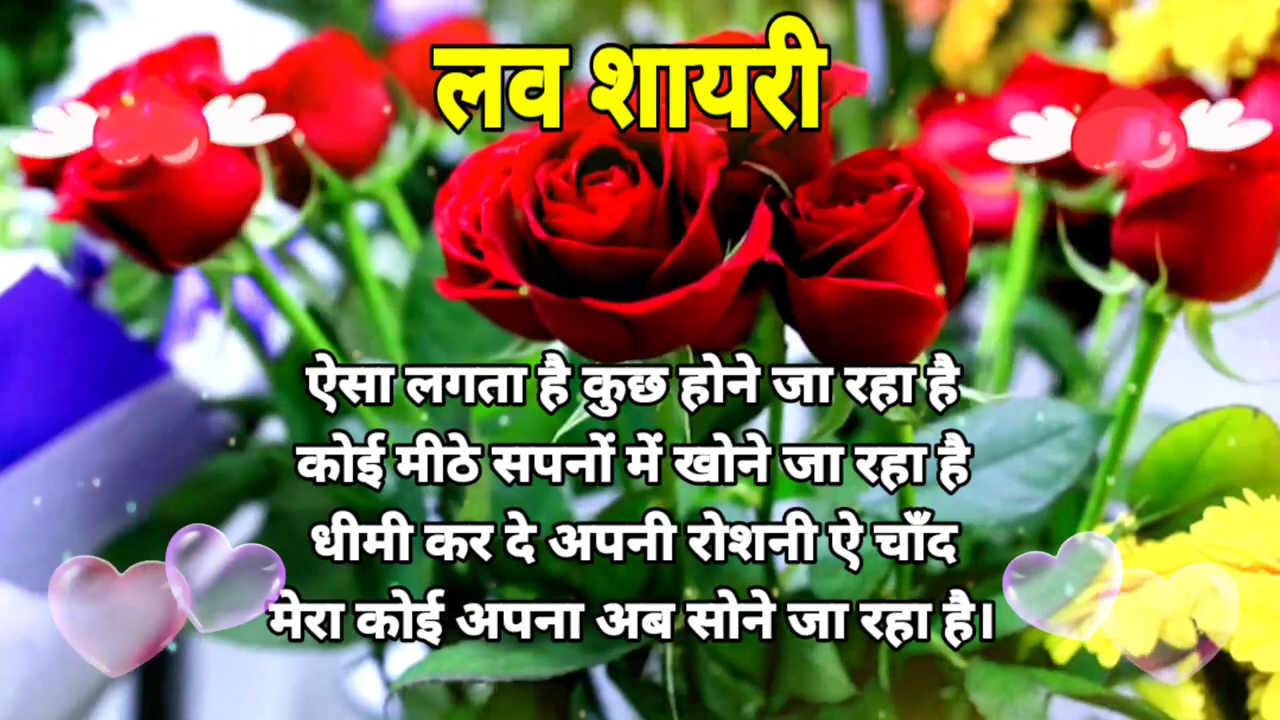 लव शायरी
ऐसा लगता है कुछ होने जा रहा है
कोई मीठे सपनों में खोने जा रहा है
धीमी कर दे अपनी रोशनी ऐ चाँद
मेरा कोई अपना अब सोने जा रहा है।